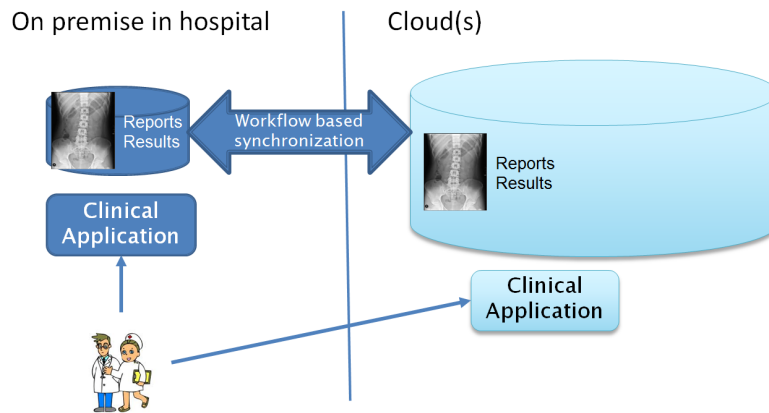 On premise in hospital
Cloud(s)
Reports
Results
Workflow based
synchronization
Reports
Results
Clinical
Application
Clinical
Application